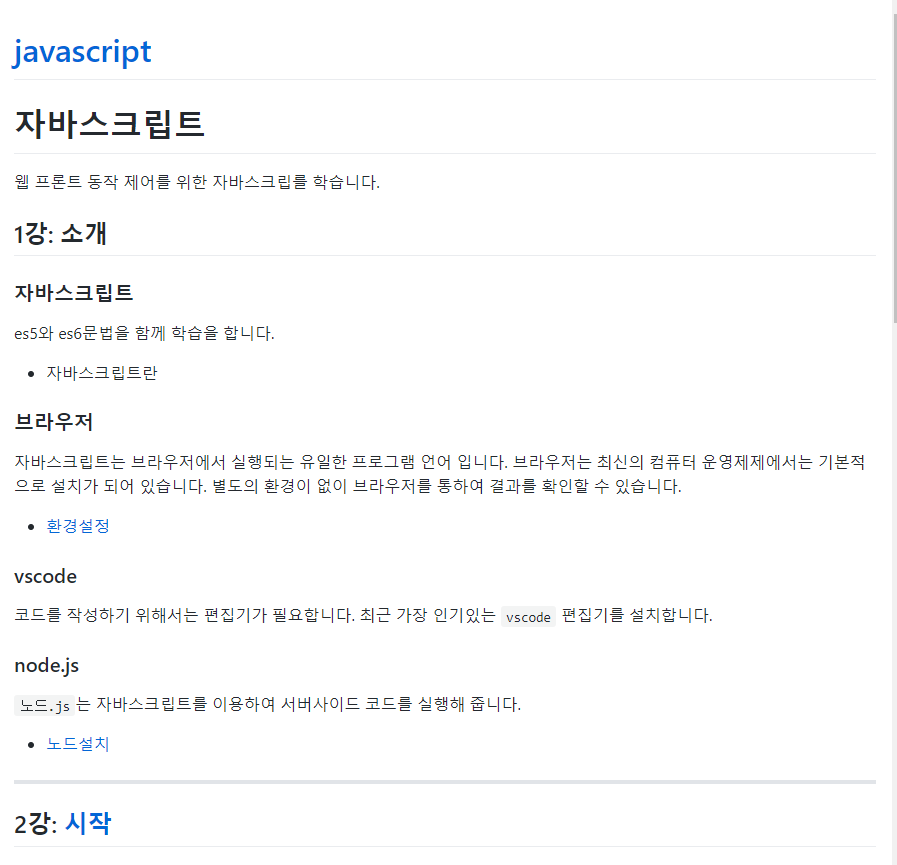 javascript
자바스크립트
웹 프론트 동작 제어를 위한 자바스크립를 학습니다.
1강: 소개
자바스크립트
es5와 es6문법을 함께 학습을 합니다.
자바스크립트란
브라우저
자바스크립트는 브라우저에서 실행되는 유일한 프로그램 언어 입니다. 브라우저는 최신의 컴퓨터 운영제제에서는 기본적
으로 설치가 되어 있습니다. 별도의 환경이 없이 브라우저를 통하여 결과를 확인할 수 있습니다.
환경설정
vscode
코드를 작성하기 위해서는 편집기가 필요합니다. 최근 가장 인기있는 vscode 편집기를 설치합니다.
node.js
노드.js는 자바스크립트를 이용하여 서버사이드 코드를 실행해 줍니다.
노드설치
2강: 시작